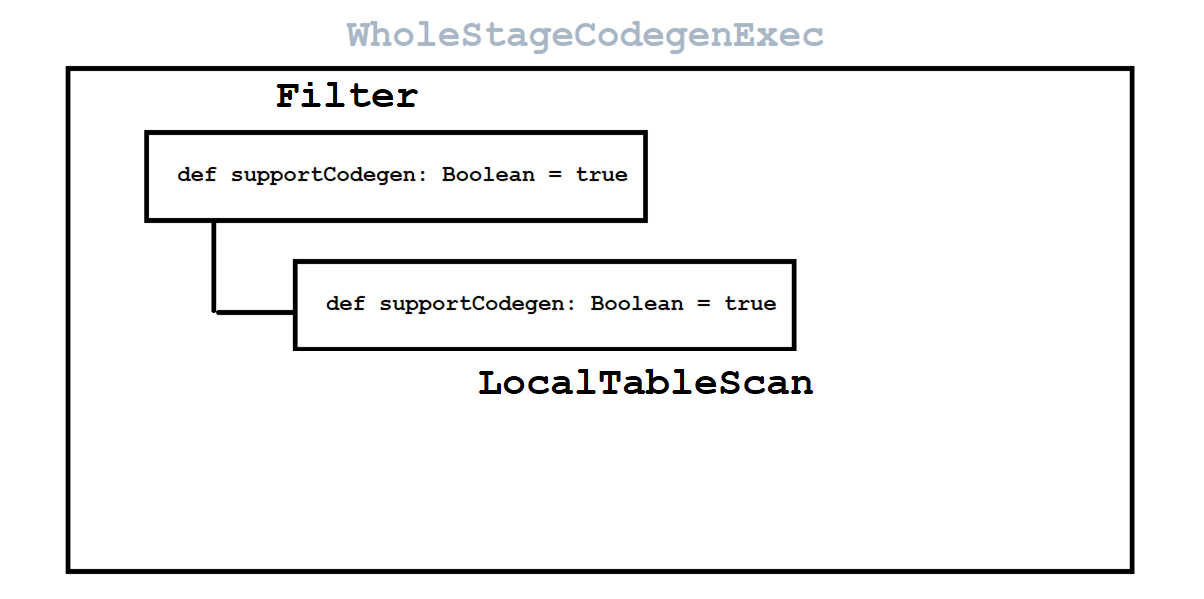 WholeStageCodegenExec
Filter
def supportCodegen: Boolean = true
def supportCodegen: Boolean = true
LocalTableScan